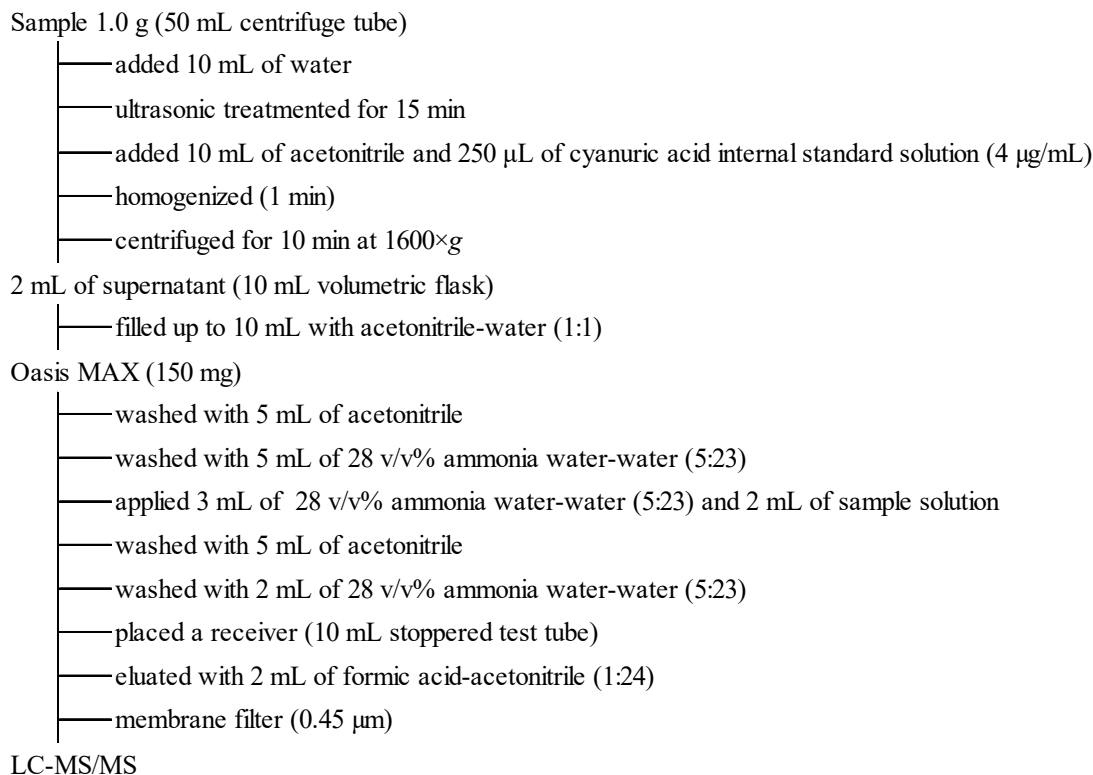 Sample 1.0 g (50 mL centrifuge tube)
added 10 mL of water
ultrasonic treatmented for 15 min
added 10 mL of acetonitrile and 250 μL of cyanuric acid internal standard solution (4 μg/mL)
homogenized (1 min)
centrifuged for 10 min at 1600×g
2 mL of supernatant (10 mL volumetric flask)
filled up to 10 mL with acetonitrile-water (1:1)
Oasis MAX (150 mg)
washed with 5 mL of acetonitrile
washed with 5 mL of 28 v/v% ammonia water-water (5:23)
applied 3 mL of 28 v/v% ammonia water-water (5:23) and 2 mL of sample solution
washed with 5 mL of acetonitrile
washed with 2 mL of 28 v/v% ammonia water-water (5:23)
placed a receiver (10 mL stoppered test tube)
eluated with 2 mL of formic acid-acetonitrile (1:24)
membrane filter (0.45 μm)
LC-MS/MS